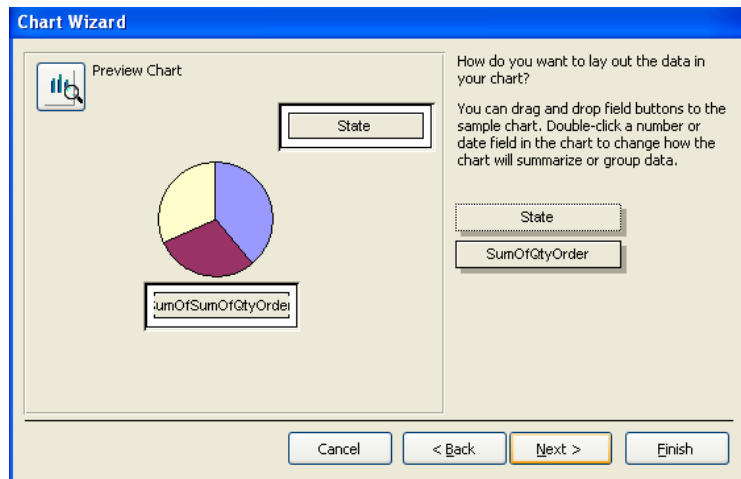 Chart Wizard
Preview Chart
State
umOfSumOfQtyOrde
How do you want to lay out the data in
your chart?
You can drag and drop field buttons to the
sample chart. Double-click a number or
date field in the chart to change how the
chart will summarize or group data.
State
SumOfQtyOrder
Cancel
< Back
Next >
Finish